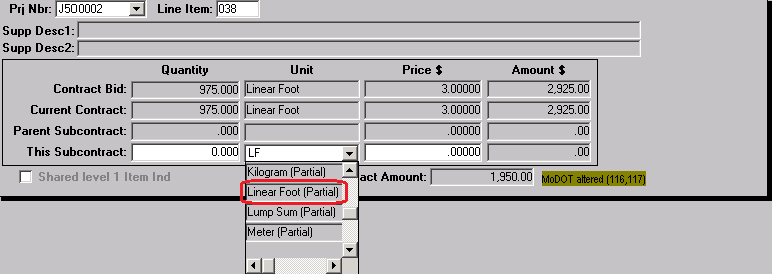 Prj Nbr: J5O0002 Line Item: 038
Supp Desc1:
Supp Desc2:
Quantity Unit Price $ Amount $
Contract Bid: 975.000 Linear Foot 3.00000 2,925.00
Current Contract: 975.000 Linear Foot 3.00000 2,925.00
Parent Subcontract: .000 .00000 .00
This Subcontract: 0.000 LF .00000 .00
Kilogram (Partial)
Shared level 1 Item Ind act Amount: 1,950.00 MoDOT altered (116,117)
Linear Foot (Partial)
Lump Sum (Partial)
Meter (Partial)